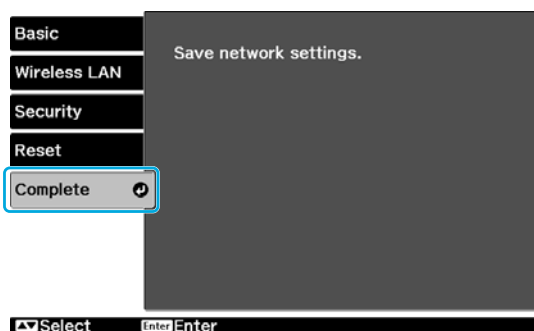 Basic
Save network settings.
Wireless LAN
Security
Reset
Complete
Select Enter Enter